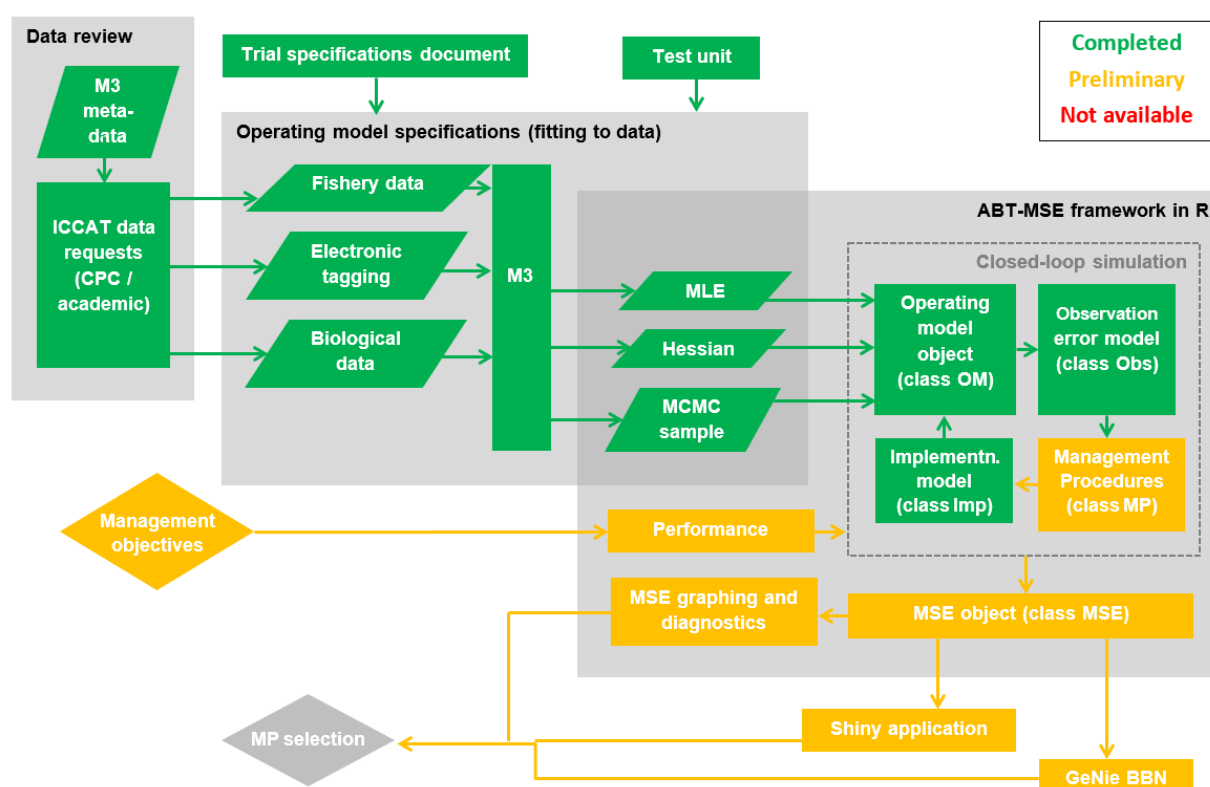 Data review
M3
meta-
data
ICCAT data
requests
(CPC /
academic)
Trial specifications document
Test unit
Completed
Preliminary
Not available
Operating model specifications (fitting to data)
Fishery data
Electronic
tagging
Biological
data
M3
ABT-MSE framework in R
Closed-loop simulation
MLE
Hessian
MCMC
sample
Operating
model
object
(class OM)
Observation
error model
(class Obs)
Implementn.
model
(class Imp)
Management
Procedures
(class MP)
Management
objectives
Performance
MSE graphing and
diagnostics
MSE object (class MSE)
Shiny application
MP selection
GeNie BBN